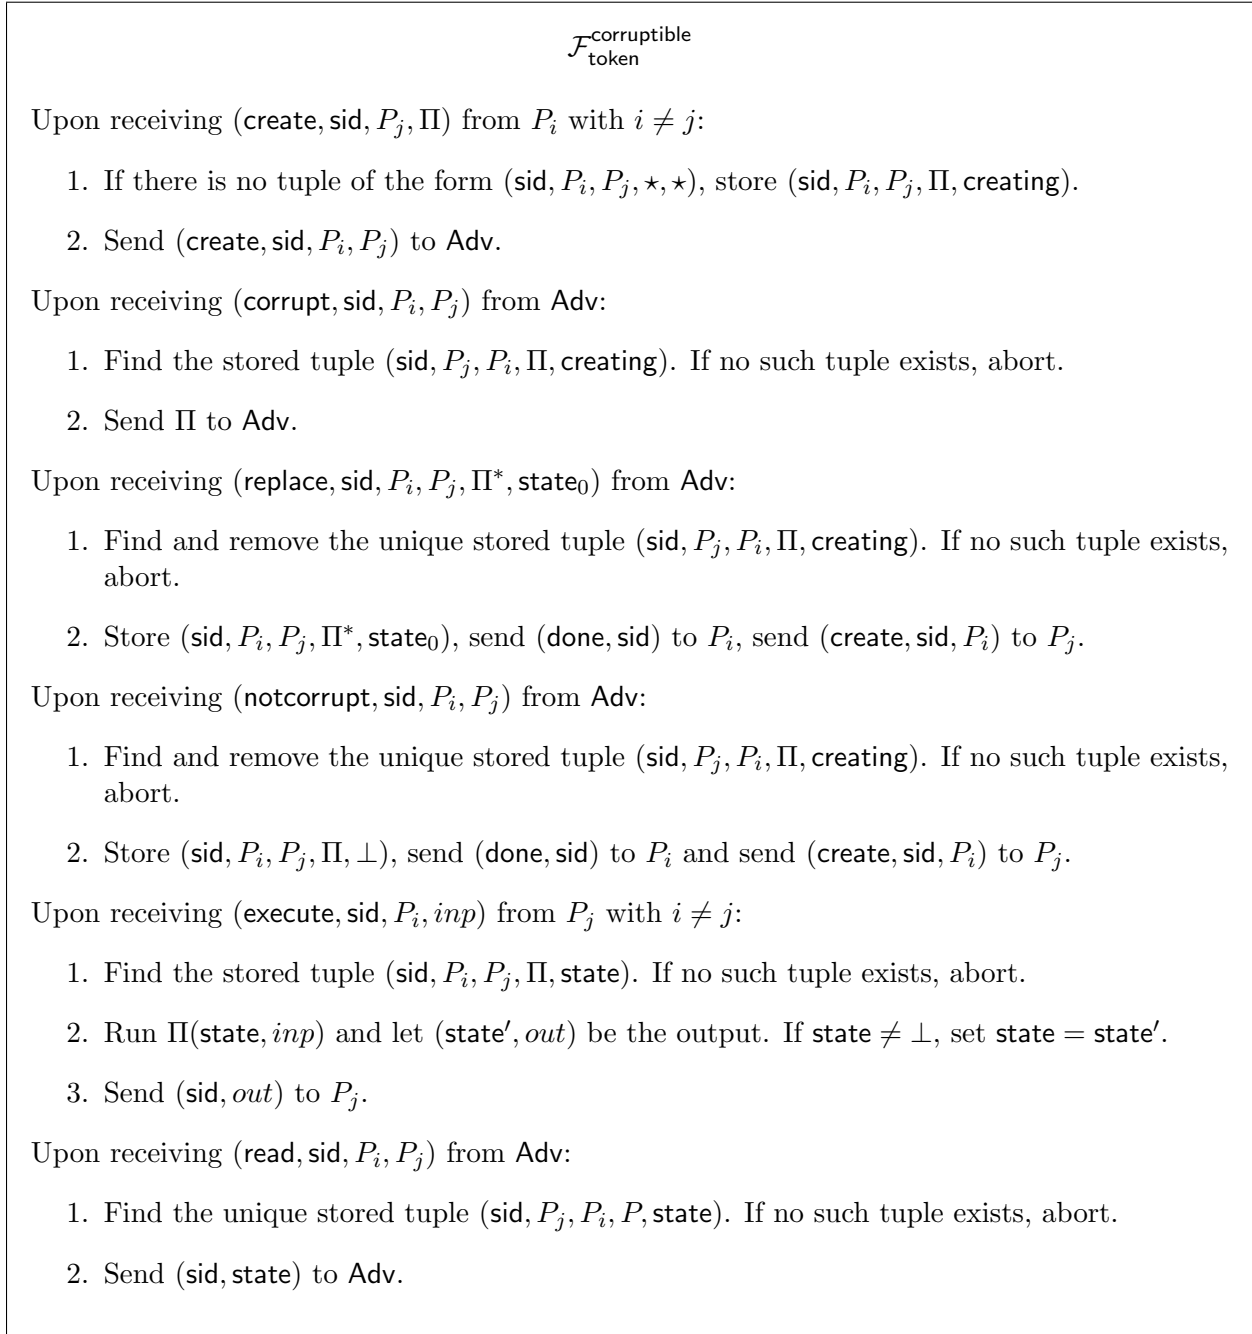 𝓕^corruptible_token
Upon receiving (create, sid, P_j, Π) from P_i with i ≠ j:
1. If there is no tuple of the form (sid, P_i, P_j, ⋆, ⋆), store (sid, P_i, P_j, Π, creating).
2. Send (create, sid, P_i, P_j) to Adv.
Upon receiving (corrupt, sid, P_i, P_j) from Adv:
1. Find the stored tuple (sid, P_j, P_i, Π, creating). If no such tuple exists, abort.
2. Send Π to Adv.
Upon receiving (replace, sid, P_i, P_j, Π*, state_0) from Adv:
1. Find and remove the unique stored tuple (sid, P_j, P_i, Π, creating). If no such tuple exists,
abort.
2. Store (sid, P_i, P_j, Π*, state_0), send (done, sid) to P_i, send (create, sid, P_i) to P_j.
Upon receiving (notcorrupt, sid, P_i, P_j) from Adv:
1. Find and remove the unique stored tuple (sid, P_j, P_i, Π, creating). If no such tuple exists,
abort.
2. Store (sid, P_i, P_j, Π, ⊥), send (done, sid) to P_i and send (create, sid, P_i) to P_j.
Upon receiving (execute, sid, P_i, inp) from P_j with i ≠ j:
1. Find the stored tuple (sid, P_i, P_j, Π, state). If no such tuple exists, abort.
2. Run Π(state, inp) and let (state′, out) be the output. If state ≠ ⊥, set state = state′.
3. Send (sid, out) to P_j.
Upon receiving (read, sid, P_i, P_j) from Adv:
1. Find the unique stored tuple (sid, P_j, P_i, P, state). If no such tuple exists, abort.
2. Send (sid, state) to Adv.